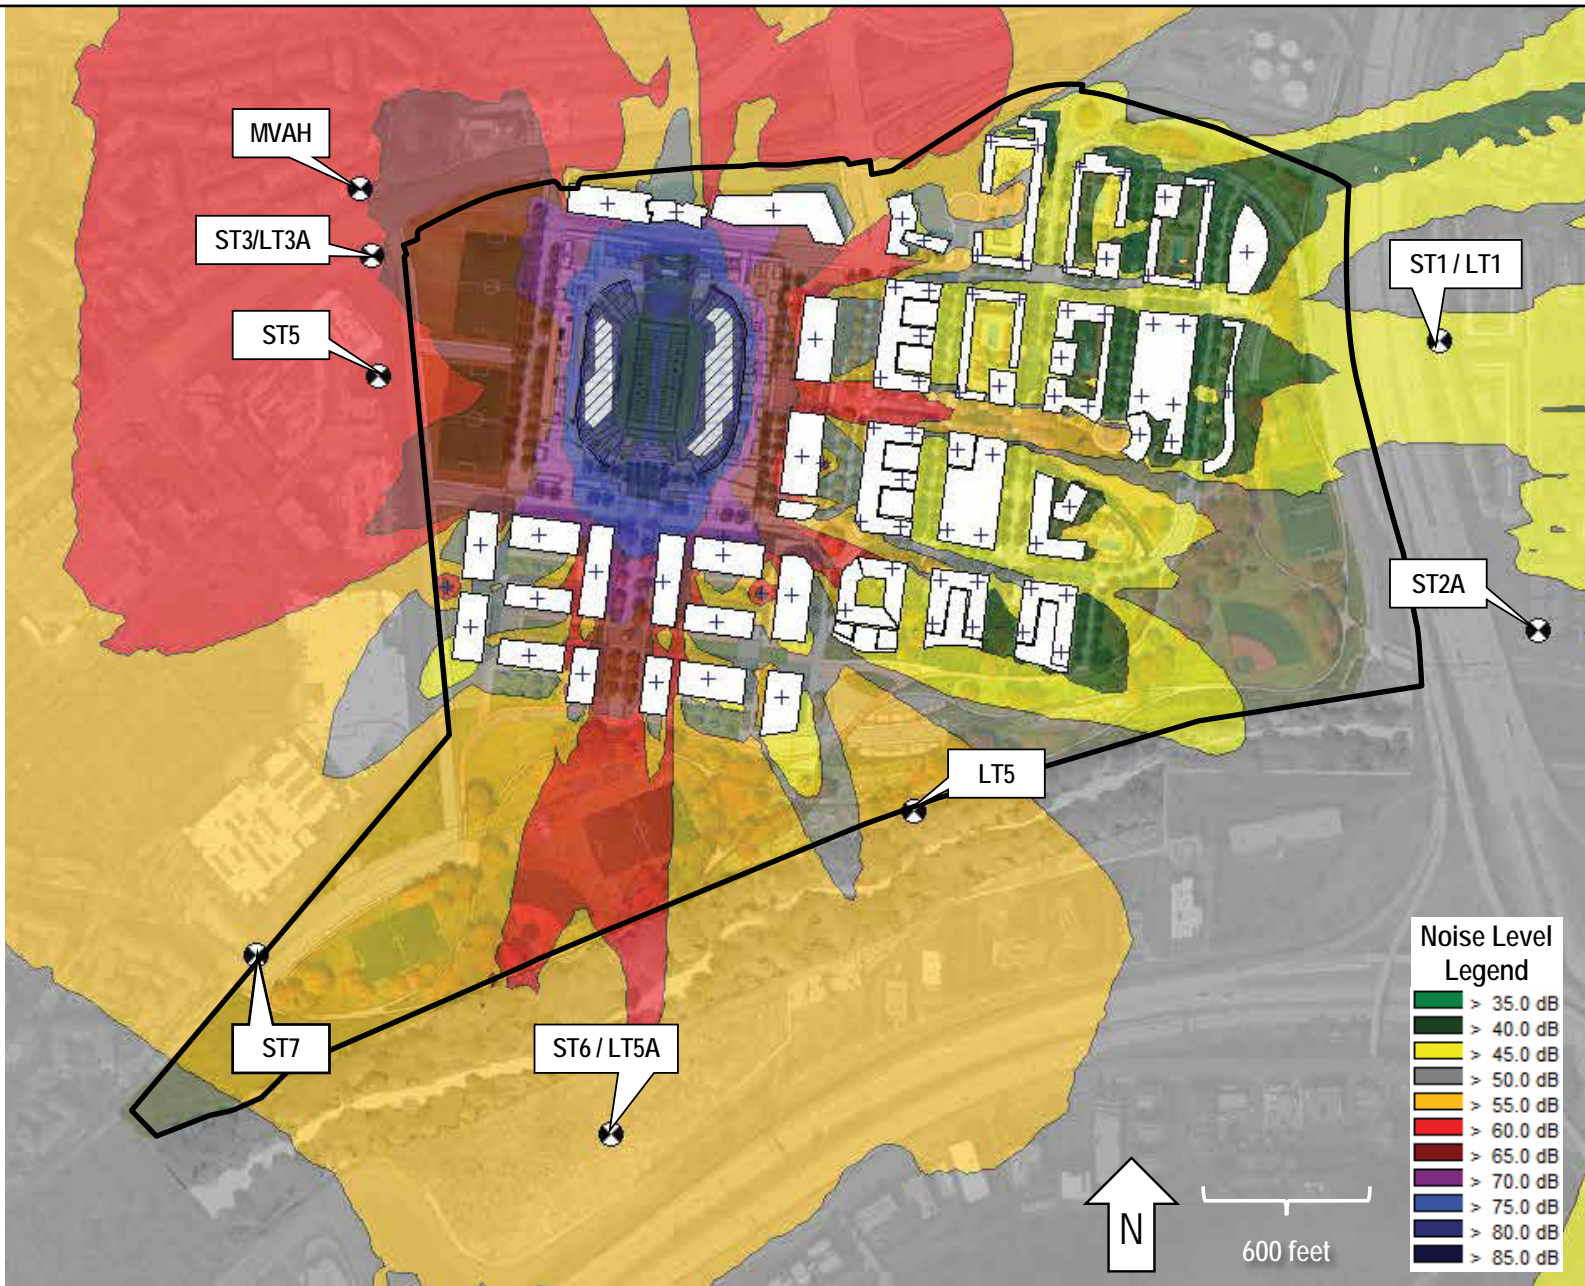 MVAH
ST3/LT3A
ST1 / LT1
ST5
ST2A
LT5
ST7
ST6 / LT5A
Noise Level
Legend
> 35.0 dB
> 40.0 dB
> 45.0 dB
> 50.0 dB
> 55.0 dB
> 60.0 dB
> 65.0 dB
> 70.0 dB
> 75.0 dB
> 80.0 dB
> 85.0 dB
N
600 feet